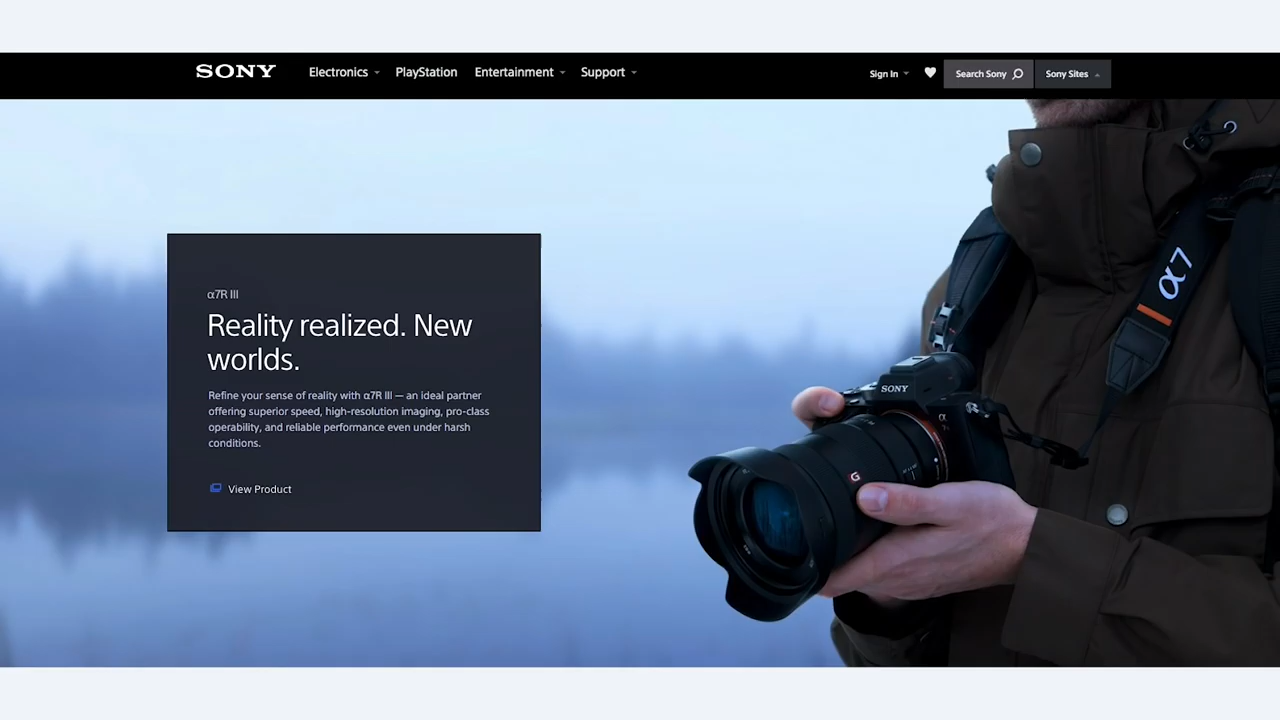 SONY
Electronics
PlayStation
Entertainment
Support
Sign In
Search Sony
Sony Sites
α7R III
Reality realized. New
worlds.
Refine your sense of reality with α7R III — an ideal partner
offering superior speed, high-resolution imaging, pro-class
operability, and reliable performance even under harsh
conditions.
View Product
α7
SONY
G